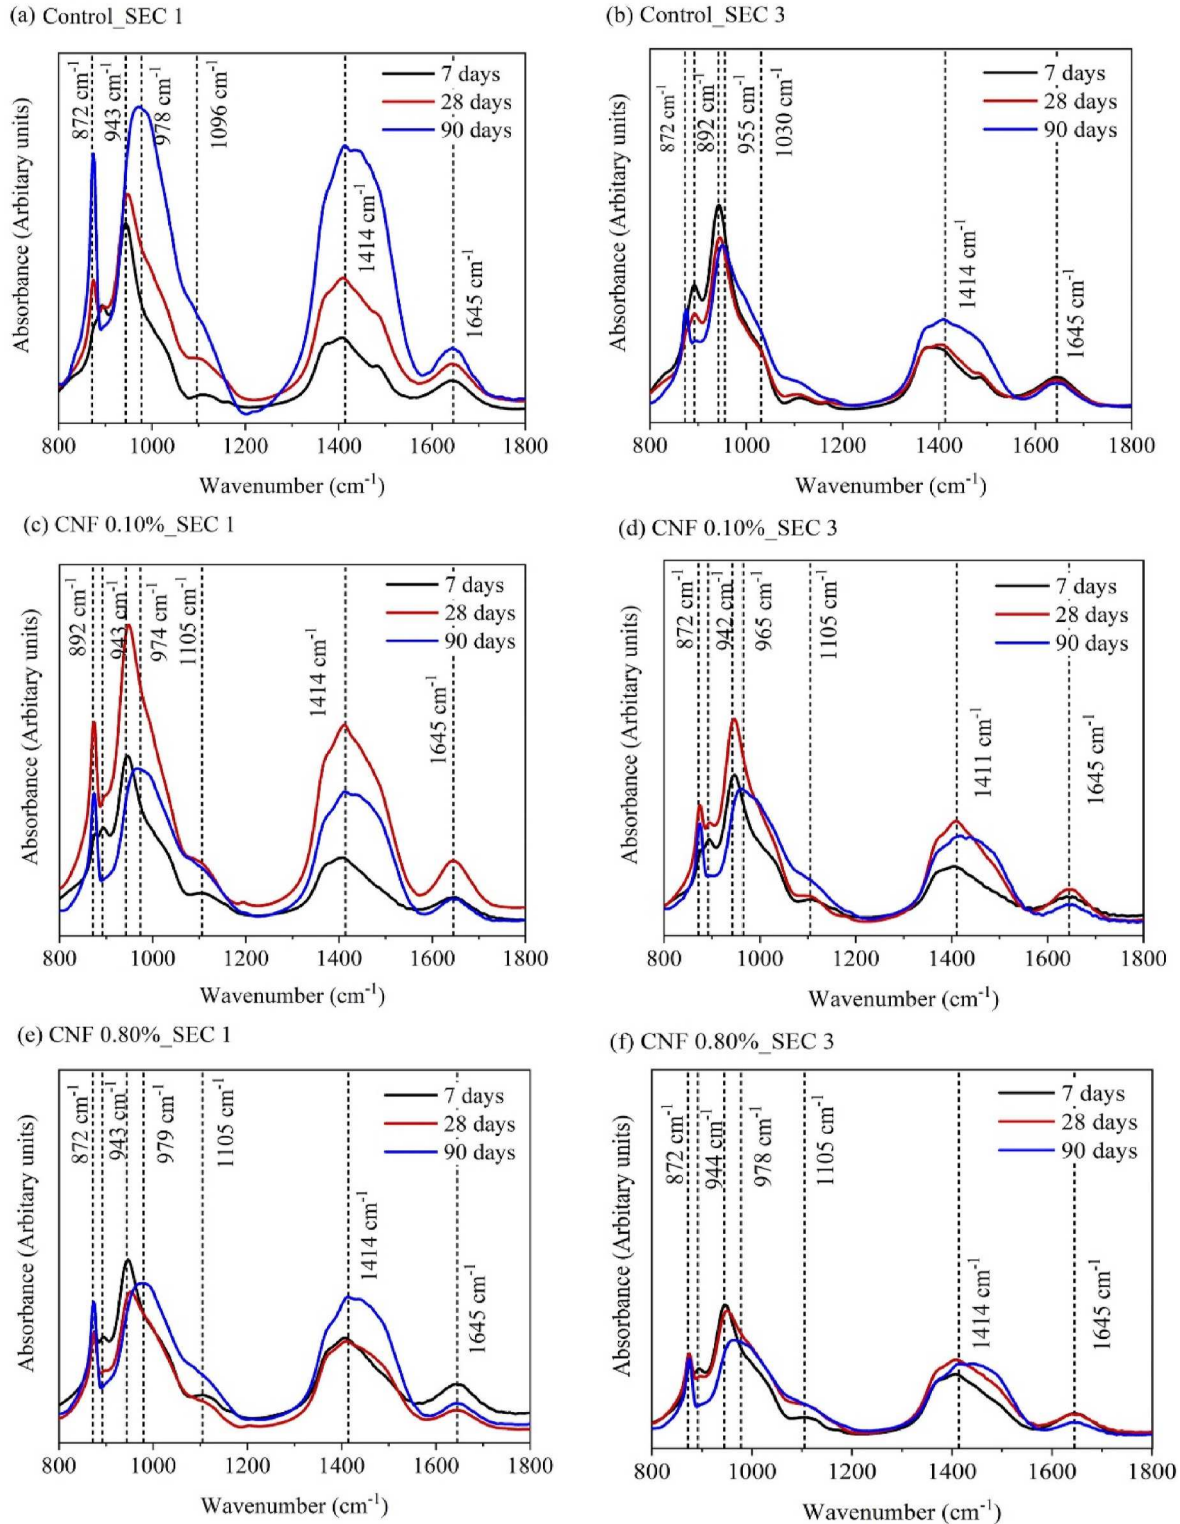 (a) Control_SEC 1
872 cm⁻¹
943 cm⁻¹
978 cm⁻¹
1096 cm⁻¹
1414 cm⁻¹
1645 cm⁻¹
7 days
28 days
90 days
Absorbance (Arbitary units)
800 1000 1200 1400 1600 1800
Wavenumber (cm⁻¹)
(b) Control_SEC 3
872 cm⁻¹
892 cm⁻¹
955 cm⁻¹
1030 cm⁻¹
1414 cm⁻¹
1645 cm⁻¹
7 days
28 days
90 days
Absorbance (Arbitary units)
800 1000 1200 1400 1600 1800
Wavenumber (cm⁻¹)
(c) CNF 0.10%_SEC 1
892 cm⁻¹
943 cm⁻¹
974 cm⁻¹
1105 cm⁻¹
1414 cm⁻¹
1645 cm⁻¹
7 days
28 days
90 days
Absorbance (Arbitary units)
800 1000 1200 1400 1600 1800
Wavenumber (cm⁻¹)
(d) CNF 0.10%_SEC 3
872 cm⁻¹
942 cm⁻¹
965 cm⁻¹
1105 cm⁻¹
1411 cm⁻¹
1645 cm⁻¹
7 days
28 days
90 days
Absorbance (Arbitary units)
800 1000 1200 1400 1600 1800
Wavenumber (cm⁻¹)
(e) CNF 0.80%_SEC 1
872 cm⁻¹
943 cm⁻¹
979 cm⁻¹
1105 cm⁻¹
1414 cm⁻¹
1645 cm⁻¹
7 days
28 days
90 days
Absorbance (Arbitary units)
800 1000 1200 1400 1600 1800
Wavenumber (cm⁻¹)
(f) CNF 0.80%_SEC 3
872 cm⁻¹
944 cm⁻¹
978 cm⁻¹
1105 cm⁻¹
1414 cm⁻¹
1645 cm⁻¹
7 days
28 days
90 days
Absorbance (Arbitary units)
800 1000 1200 1400 1600 1800
Wavenumber (cm⁻¹)